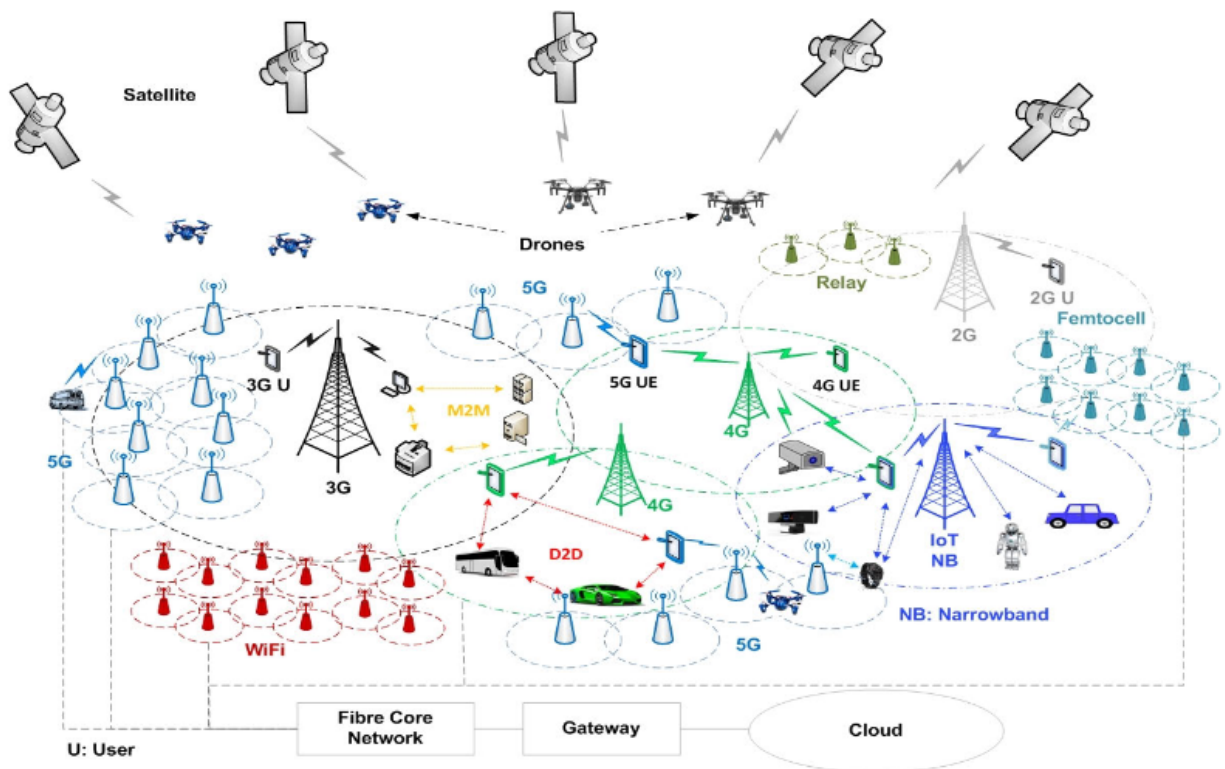 Satellite
Drones
5G
Relay
2G U
2G
Femtocell
3G U
5G UE
4G UE
M2M
4G
5G
3G
4G
IoT
NB
D2D
NB: Narrowband
WiFi
5G
Fibre Core
Network
Gateway
Cloud
U: User